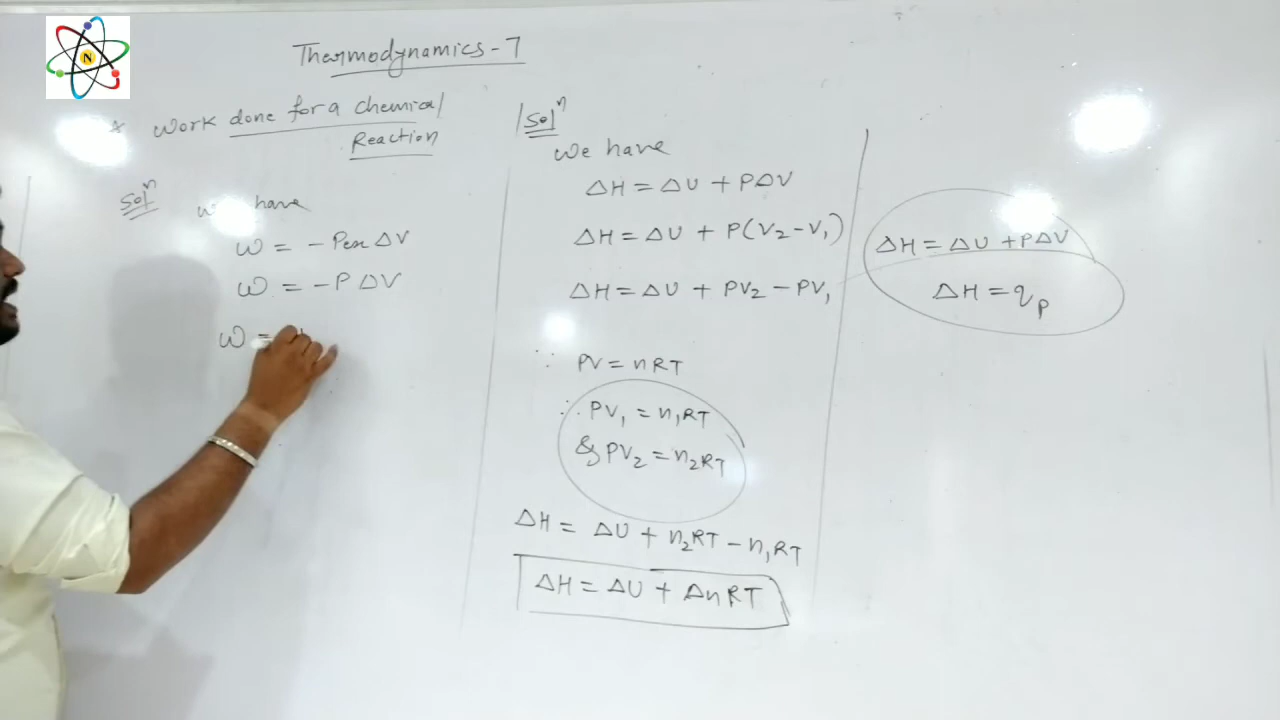 N
Thermodynamics-7
* Work done for a chemical
Reaction
Solⁿ
we have
W = - Pex ΔV
W = - P ΔV
W =
Solⁿ
We have
ΔH = ΔU + PΔV
ΔH = ΔU + P(V₂-V₁)
ΔH = ΔU + PV₂ - PV₁
∵ PV = nRT
∴ PV₁ = n₁RT
& PV₂ = n₂RT
ΔH = ΔU + n₂RT - n₁RT
ΔH = ΔU + ΔnRT
ΔH = ΔU + PΔV
ΔH = qₚ